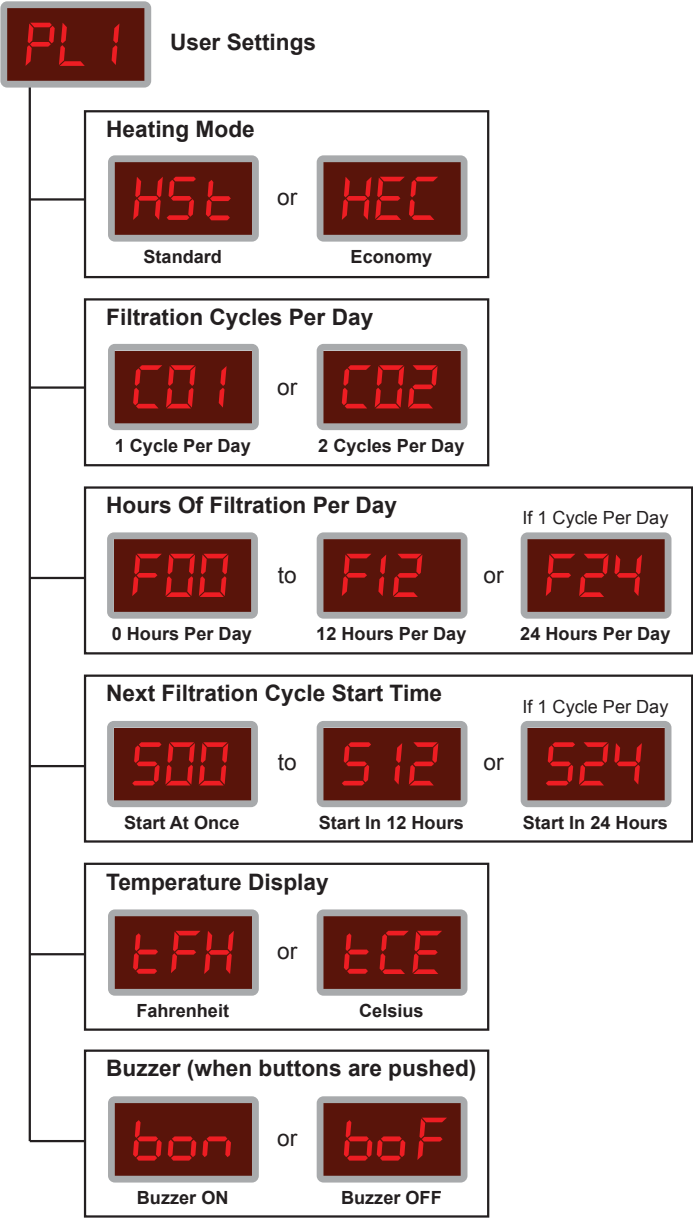 PL1 User Settings
Heating Mode
HSt or HEC
Standard Economy
Filtration Cycles Per Day
C01 or C02
1 Cycle Per Day 2 Cycles Per Day
Hours Of Filtration Per Day
If 1 Cycle Per Day
F00 to F12 or F24
0 Hours Per Day 12 Hours Per Day 24 Hours Per Day
Next Filtration Cycle Start Time
If 1 Cycle Per Day
S00 to S12 or S24
Start At Once Start In 12 Hours Start In 24 Hours
Temperature Display
tFH or tCE
Fahrenheit Celsius
Buzzer (when buttons are pushed)
bon or boF
Buzzer ON Buzzer OFF